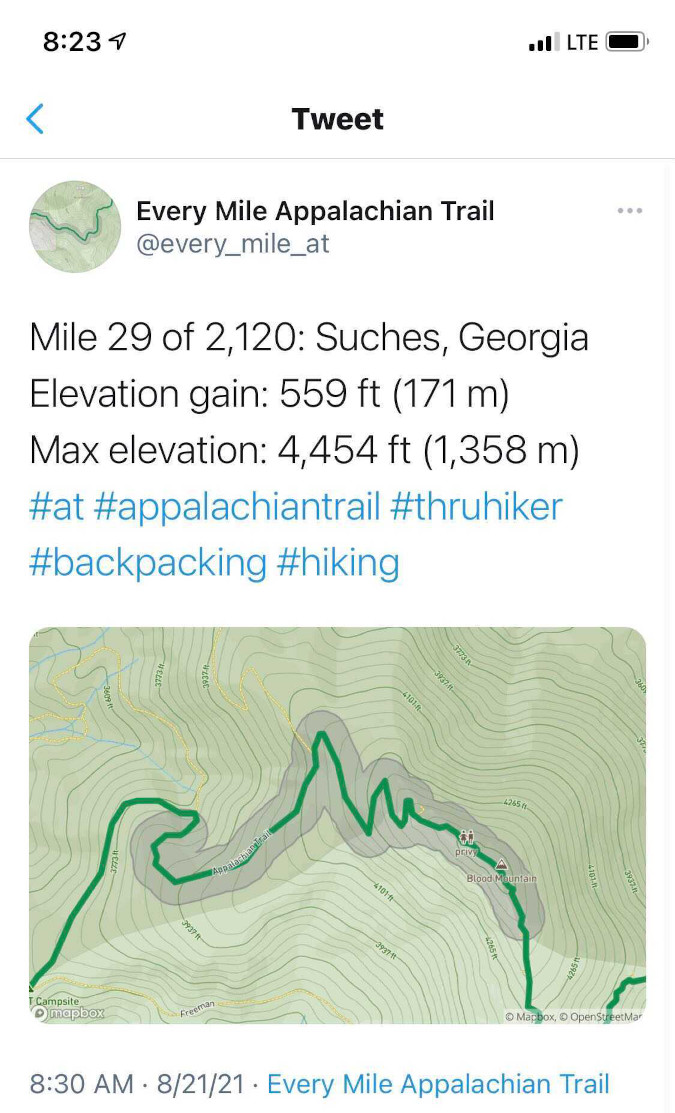 8:23
LTE
Tweet
Every Mile Appalachian Trail
@every_mile_at
Mile 29 of 2,120: Suches, Georgia
Elevation gain: 559 ft (171 m)
Max elevation: 4,454 ft (1,358 m)
#at #appalachiantrail #thruhiker
#backpacking #hiking
3773 ft
3937 ft
3773 ft
3937 ft
3609 ft
4101 ft
4265 ft
Appalachian Trail
privy
Blood Mountain
3773 ft
4101 ft
4101 ft
3937 ft
3937 ft
3937 ft
4265 ft
4265 ft
T Campsite
mapbox
Freeman
© Mapbox, © OpenStreetMap
8:30 AM · 8/21/21 · Every Mile Appalachian Trail